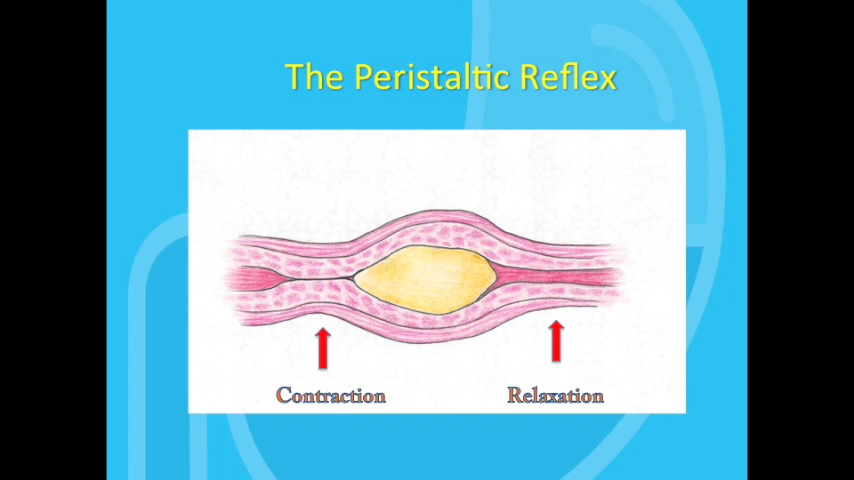 The Peristaltic Reflex
Contraction
Relaxation